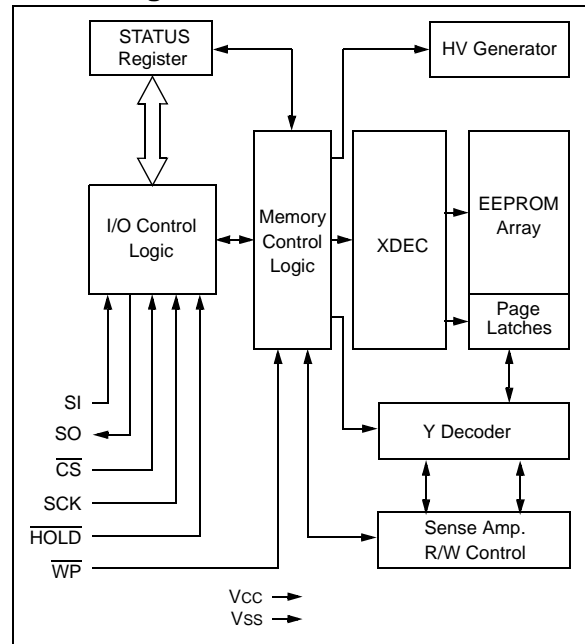 STATUS
Register
HV Generator
I/O Control
Logic
Memory
Control
Logic
XDEC
EEPROM
Array
Page
Latches
SI
SO
CS
SCK
HOLD
WP
Y Decoder
Sense Amp.
R/W Control
VCC
VSS